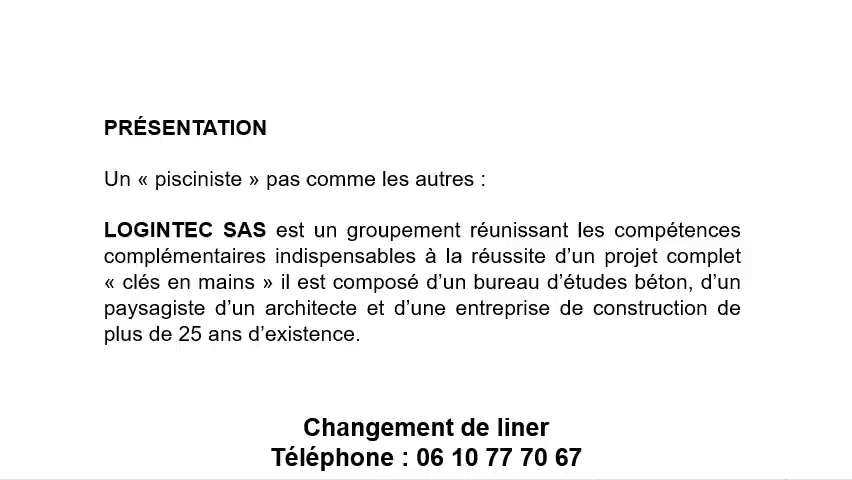 PRÉSENTATION
Un « pisciniste » pas comme les autres :
LOGINTEC SAS est un groupement réunissant les compétences
complémentaires indispensables à la réussite d’un projet complet
« clés en mains » il est composé d’un bureau d’études béton, d’un
paysagiste d’un architecte et d’une entreprise de construction de
plus de 25 ans d’existence.
Changement de liner
Téléphone : 06 10 77 70 67